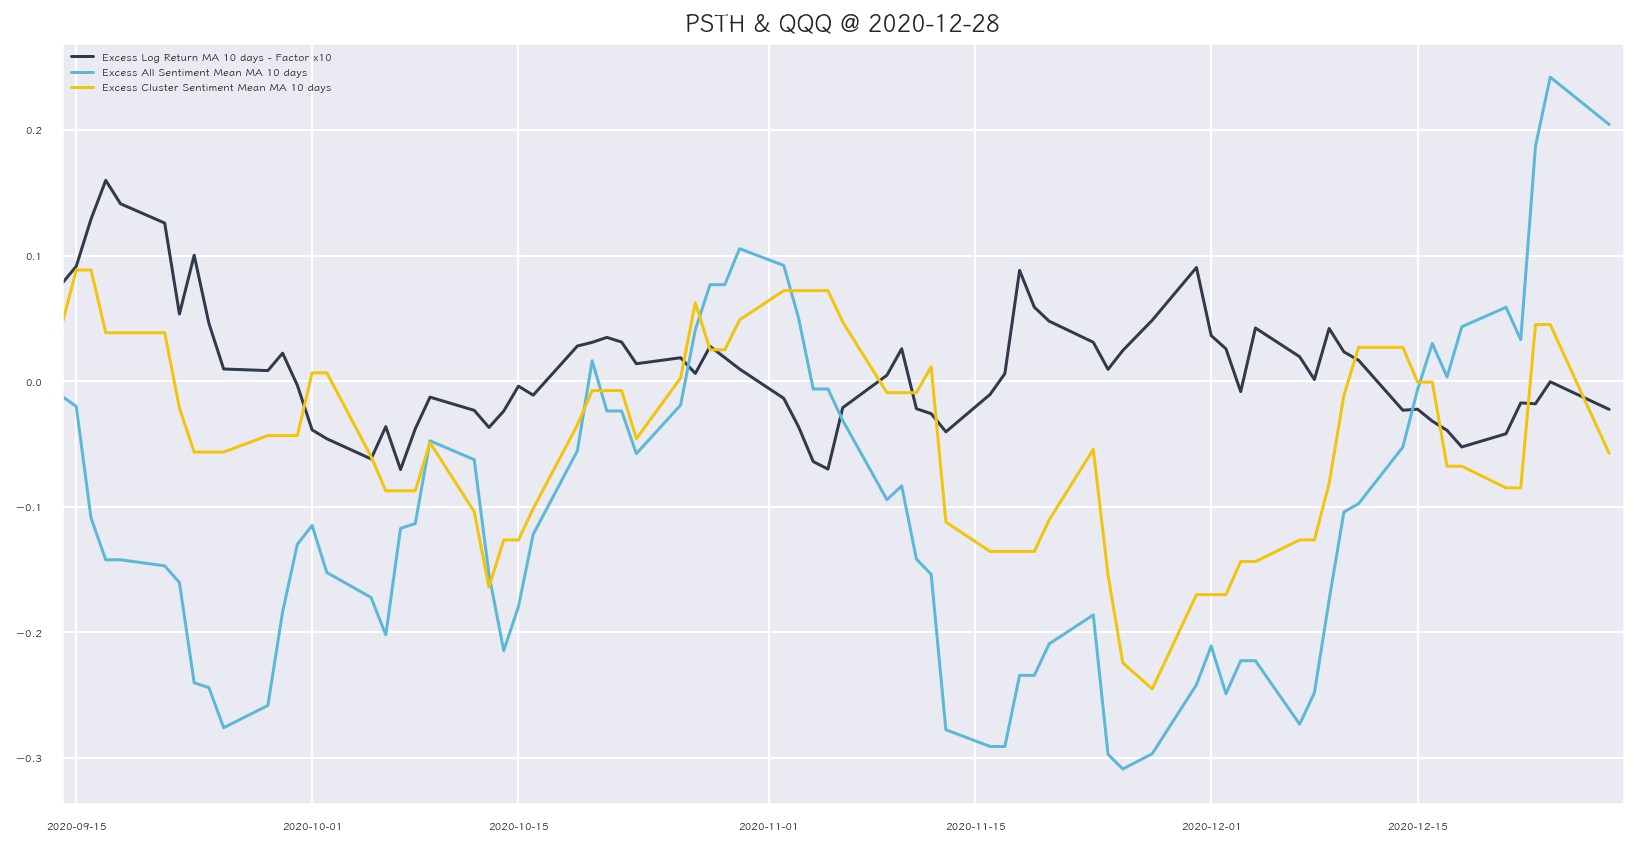 PSTH & QQQ @ 2020-12-28
Excess Log Return MA 10 days - Factor x10
Excess All Sentiment Mean MA 10 days
Excess Cluster Sentiment Mean MA 10 days
0.2
0.1
0.0
−0.1
−0.2
−0.3
2020-09-15 2020-10-01 2020-10-15 2020-11-01 2020-11-15 2020-12-01 2020-12-15